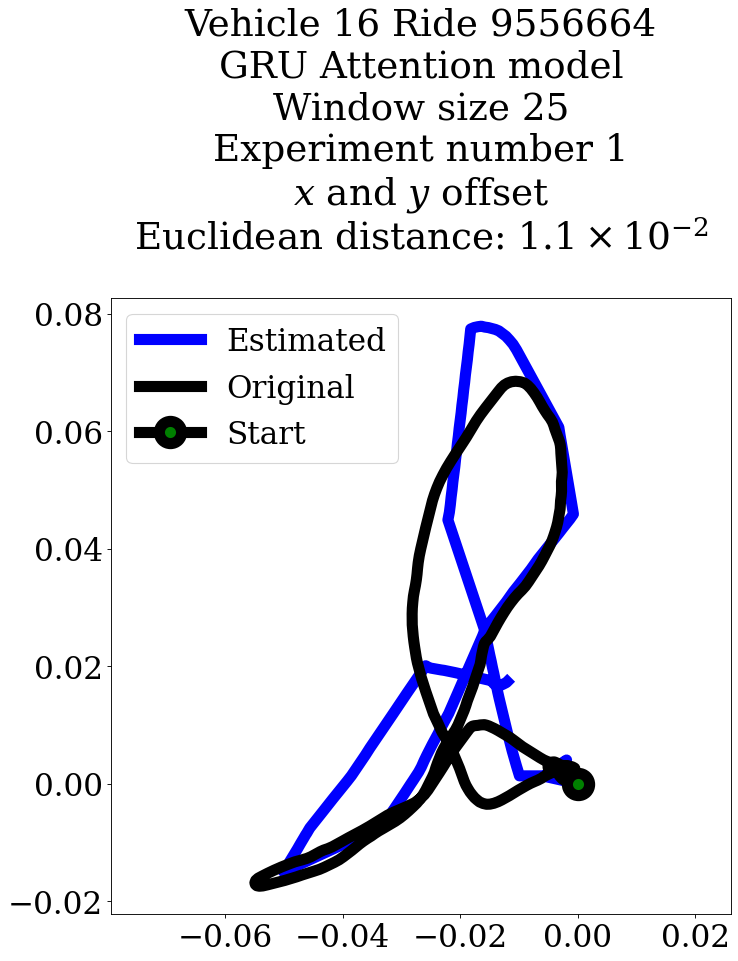 Vehicle 16 Ride 9556664
GRU Attention model
Window size 25
Experiment number 1
x and y offset
Euclidean distance: 1.1 × 10⁻²
Estimated
Original
Start
0.08
0.06
0.04
0.02
0.00
−0.02
−0.06 −0.04 −0.02 0.00 0.02